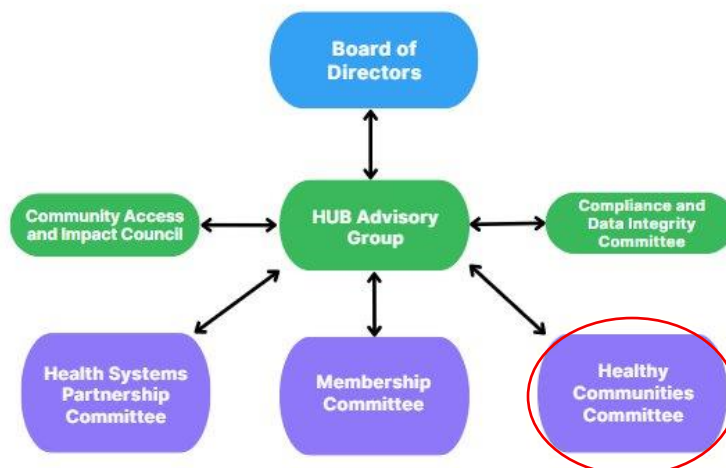 Board of
Directors
Community Access
and Impact Council
HUB Advisory
Group
Compliance and
Data Integrity
Committee
Health Systems
Partnership
Committee
Membership
Committee
Healthy
Communities
Committee